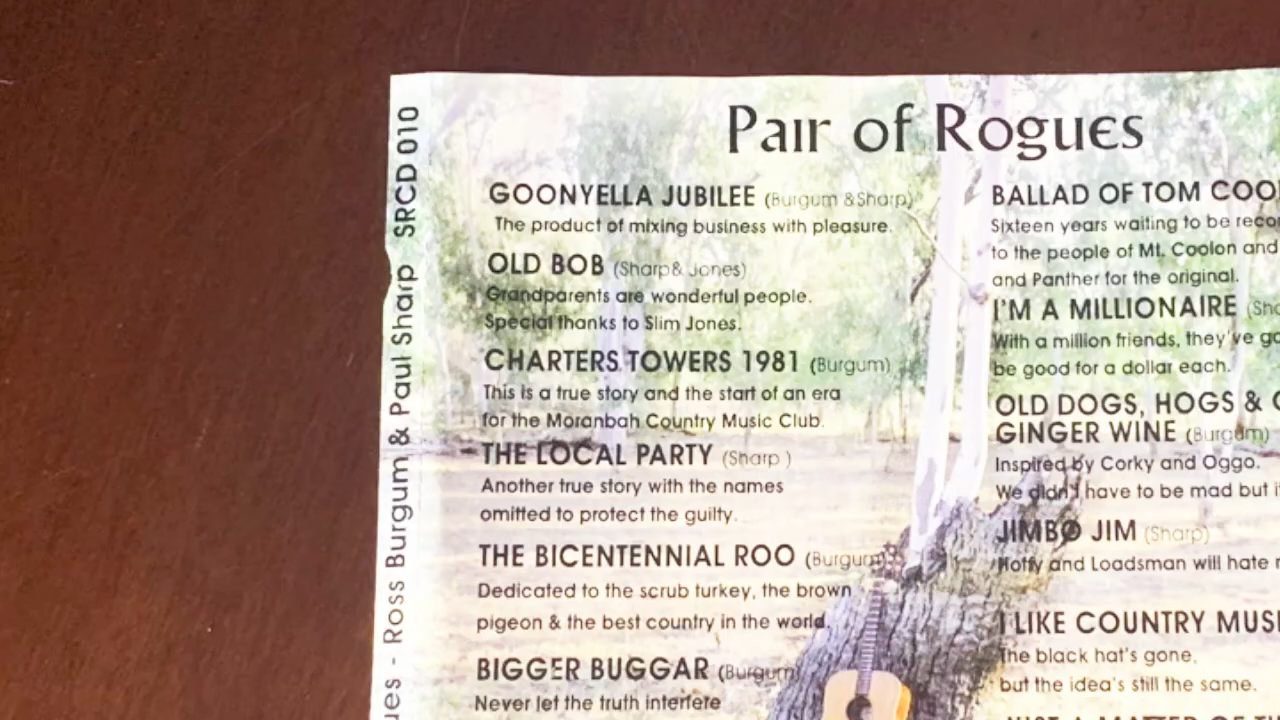 Pair of Rogues
GOONYELLA JUBILEE (Burgum &Sharp)
The product of mixing business with pleasure.
OLD BOB (Sharp& Jones)
Grandparents are wonderful people.
Special thanks to Slim Jones.
CHARTERS TOWERS 1981 (Burgum)
This is a true story and the start of an era
for the Moranbah Country Music Club.
THE LOCAL PARTY (Sharp )
Another true story with the names
omitted to protect the guilty.
THE BICENTENNIAL ROO (Burgum)
Dedicated to the scrub turkey, the brown
pigeon & the best country in the world.
BIGGER BUGGAR (Burgum)
Never let the truth interfere
BALLAD OF TOM
Sixteen years waiting to be
to the people of Mt. Coolon and
and Panther for the original.
I'M A MILLIONAIRE
With a million friends, they've
be good for a dollar each.
OLD DOGS, HOGS &
GINGER WINE (Burgum)
Inspired by Corky and Oggo.
We didn't have to be mad but
JIMBO JIM (Sharp)
Hoffy and Loadsman will hate
I LIKE COUNTRY
The black hat's gone,
but the idea's still the same.
- Ross Burgum & Paul Sharp SRCD 010